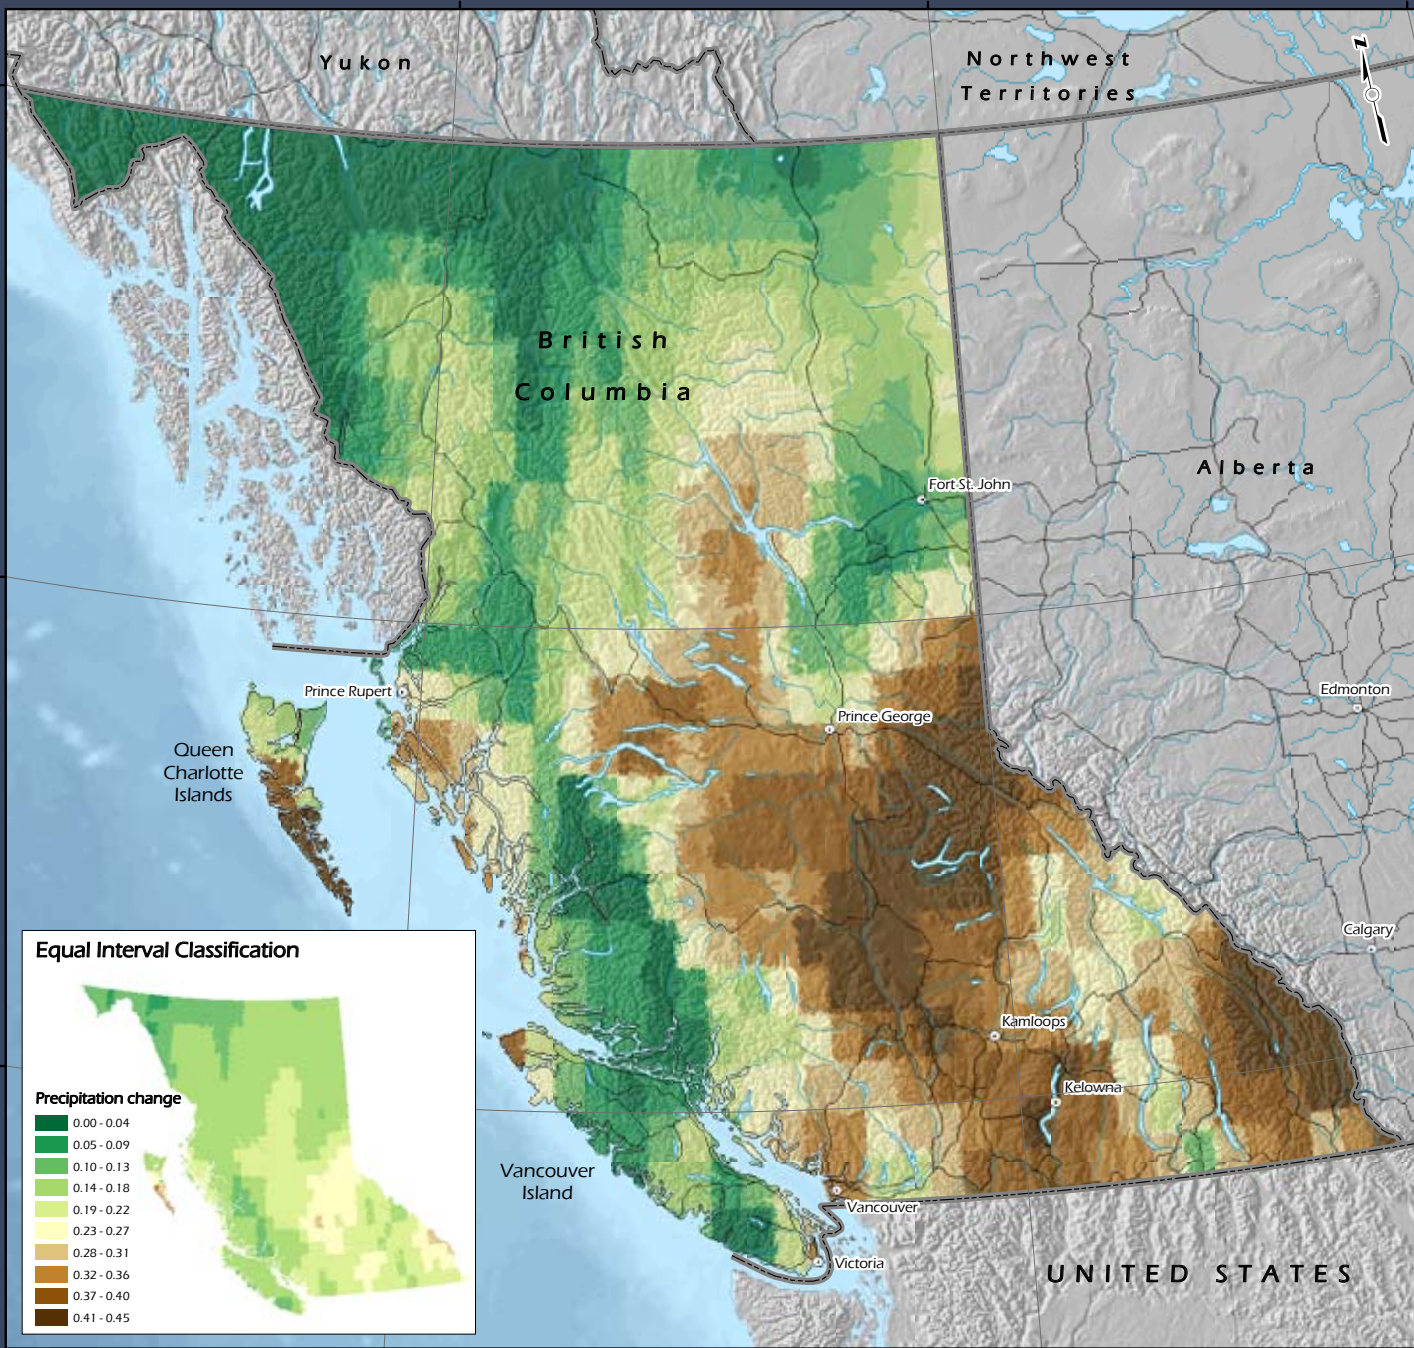 Yukon
Northwest
Territories
British
Columbia
Alberta
Fort St. John
Edmonton
Prince Rupert
Prince George
Queen
Charlotte
Islands
Calgary
Equal Interval Classification
Kamloops
Kelowna
Precipitation change
0.00 - 0.04
0.05 - 0.09
0.10 - 0.13
0.14 - 0.18
0.19 - 0.22
0.23 - 0.27
0.28 - 0.31
0.32 - 0.36
0.37 - 0.40
0.41 - 0.45
Vancouver
Island
Vancouver
Victoria
UNITED STATES
N